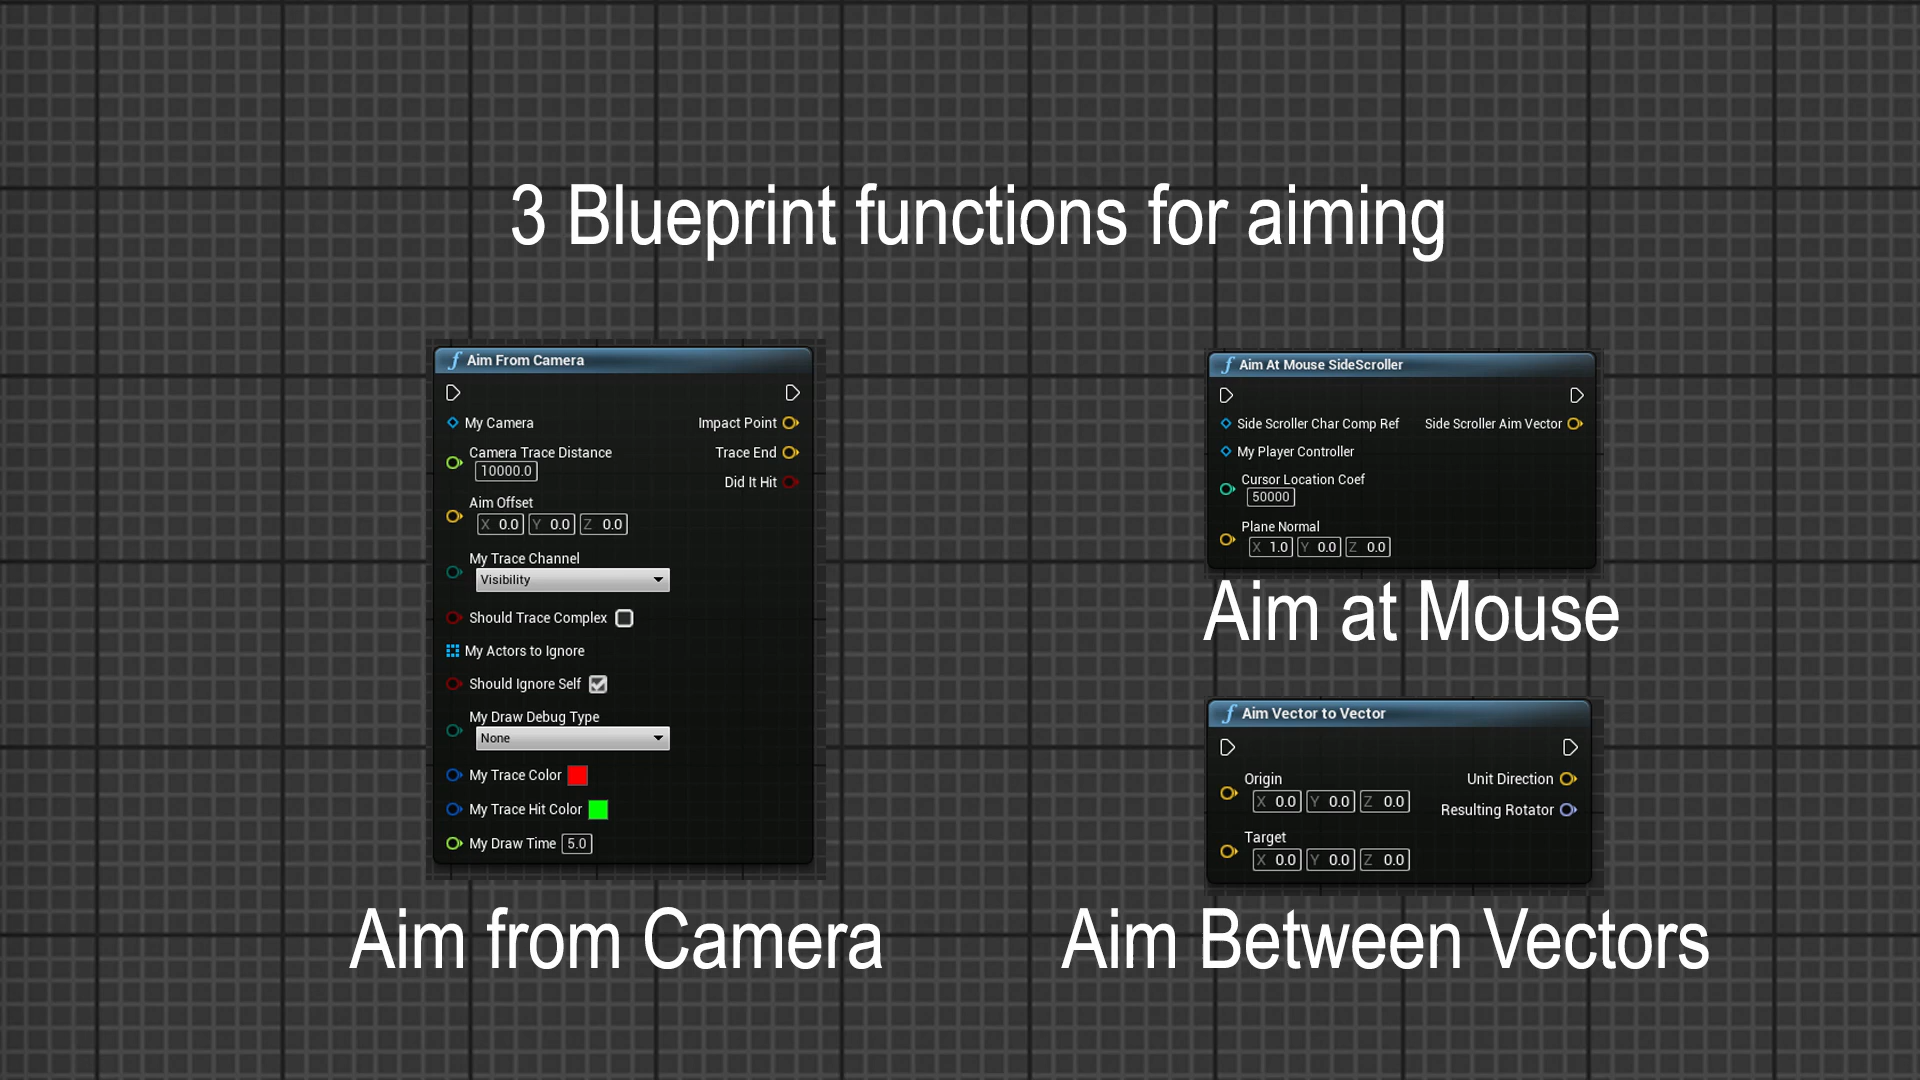 3 Blueprint functions for aiming
f Aim From Camera
My Camera
Impact Point
Camera Trace Distance
Trace End
10000.0
Did It Hit
Aim Offset
X 0.0 Y 0.0 Z 0.0
My Trace Channel
Visibility
Should Trace Complex
My Actors to Ignore
Should Ignore Self
My Draw Debug Type
None
My Trace Color
My Trace Hit Color
My Draw Time 5.0
Aim from Camera
f Aim At Mouse SideScroller
Side Scroller Char Comp Ref
Side Scroller Aim Vector
My Player Controller
Cursor Location Coef
50000
Plane Normal
X 1.0 Y 0.0 Z 0.0
Aim at Mouse
f Aim Vector to Vector
Origin
Unit Direction
X 0.0 Y 0.0 Z 0.0
Resulting Rotator
Target
X 0.0 Y 0.0 Z 0.0
Aim Between Vectors